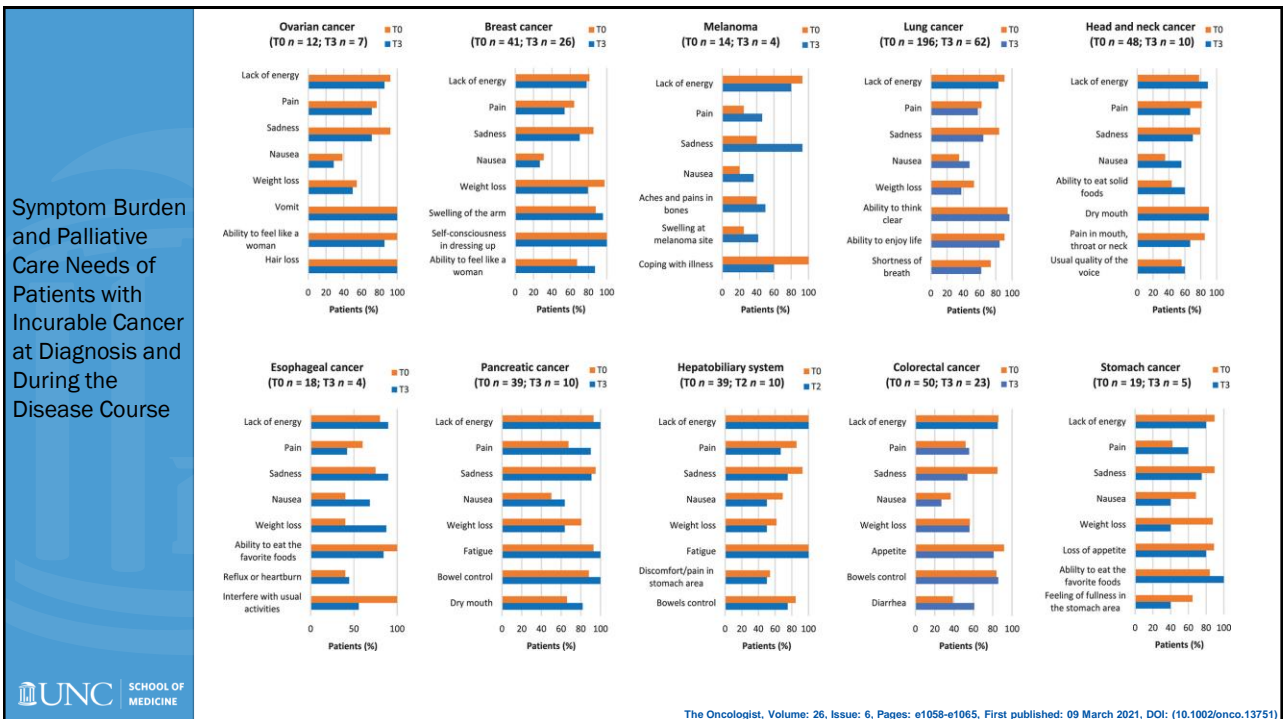 Symptom Burden
and Palliative
Care Needs of
Patients with
Incurable Cancer
at Diagnosis and
During the
Disease Course
UNC SCHOOL OF
MEDICINE
Ovarian cancer
(T0 n = 12; T3 n = 7)
T0
T3
Lack of energy
Pain
Sadness
Nausea
Weight loss
Vomit
Ability to feel like a
woman
Hair loss
0 20 40 60 80 100
Patients (%)
Breast cancer
(T0 n = 41; T3 n = 26)
T0
T3
Lack of energy
Pain
Sadness
Nausea
Weight loss
Swelling of the arm
Self-consciousness
in dressing up
Ability to feel like a
woman
0 20 40 60 80 100
Patients (%)
Melanoma
(T0 n = 14; T3 n = 4)
T0
T3
Lack of energy
Pain
Sadness
Nausea
Aches and pains in
bones
Swelling at
melanoma site
Coping with illness
0 20 40 60 80 100
Patients (%)
Lung cancer
(T0 n = 196; T3 n = 62)
T0
T3
Lack of energy
Pain
Sadness
Nausea
Weigth loss
Ability to think
clear
Ability to enjoy life
Shortness of
breath
0 20 40 60 80 100
Patients (%)
Head and neck cancer
(T0 n = 48; T3 n = 10)
T0
T3
Lack of energy
Pain
Sadness
Nausea
Ability to eat solid
foods
Dry mouth
Pain in mouth,
throat or neck
Usual quality of the
voice
0 20 40 60 80 100
Patients (%)
Esophageal cancer
(T0 n = 18; T3 n = 4)
T0
T3
Lack of energy
Pain
Sadness
Nausea
Weight loss
Ability to eat the
favorite foods
Reflux or heartburn
Interfere with usual
activities
0 50 100
Patients (%)
Pancreatic cancer
(T0 n = 39; T3 n = 10)
T0
T3
Lack of energy
Pain
Sadness
Nausea
Weight loss
Fatigue
Bowel control
Dry mouth
0 20 40 60 80 100
Patients (%)
Hepatobiliary system
(T0 n = 39; T2 n = 10)
T0
T2
Lack of energy
Pain
Sadness
Nausea
Weight loss
Fatigue
Discomfort/pain in
stomach area
Bowels control
0 20 40 60 80 100
Patients (%)
Colorectal cancer
(T0 n = 50; T3 n = 23)
T0
T3
Lack of energy
Pain
Sadness
Nausea
Weight loss
Appetite
Bowels control
Diarrhea
0 20 40 60 80 100
Patients (%)
Stomach cancer
(T0 n = 19; T3 n = 5)
T0
T3
Lack of energy
Pain
Sadness
Nausea
Weight loss
Loss of appetite
Ability to eat the
favorite foods
Feeling of fullness in
the stomach area
0 20 40 60 80 100
Patients (%)
The Oncologist, Volume: 26, Issue: 6, Pages: e1058-e1065, First published: 09 March 2021, DOI: (10.1002/onco.13751)